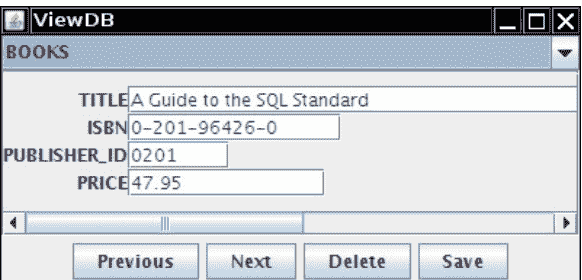 ViewDB
BOOKS
TITLE A Guide to the SQL Standard
ISBN 0-201-96426-0
PUBLISHER_ID 0201
PRICE 47.95
Previous Next Delete Save